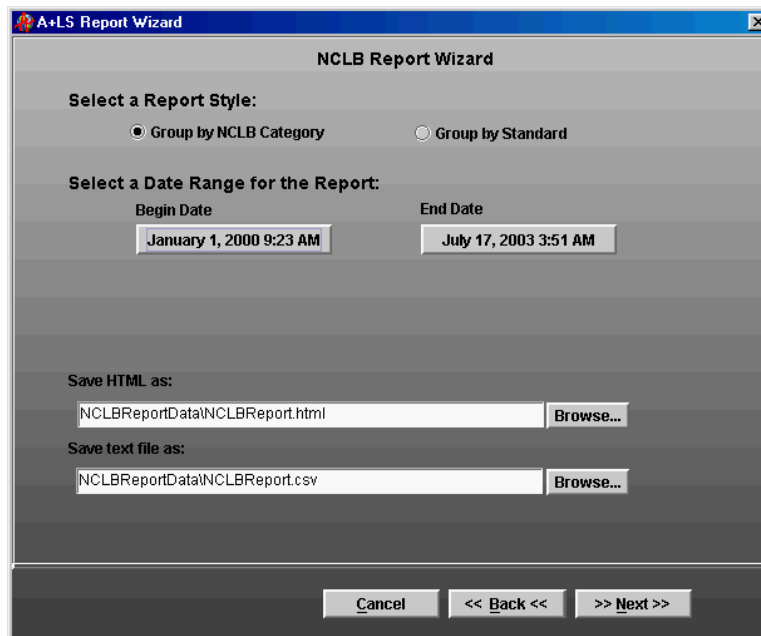 A+LS Report Wizard
NCLB Report Wizard
Select a Report Style:
Group by NCLB Category
Group by Standard
Select a Date Range for the Report:
Begin Date
End Date
January 1, 2000 9:23 AM
July 17, 2003 3:51 AM
Save HTML as:
NCLBReportData\NCLBReport.html
Browse...
Save text file as:
NCLBReportData\NCLBReport.csv
Browse...
Cancel
<< Back <<
>> Next >>